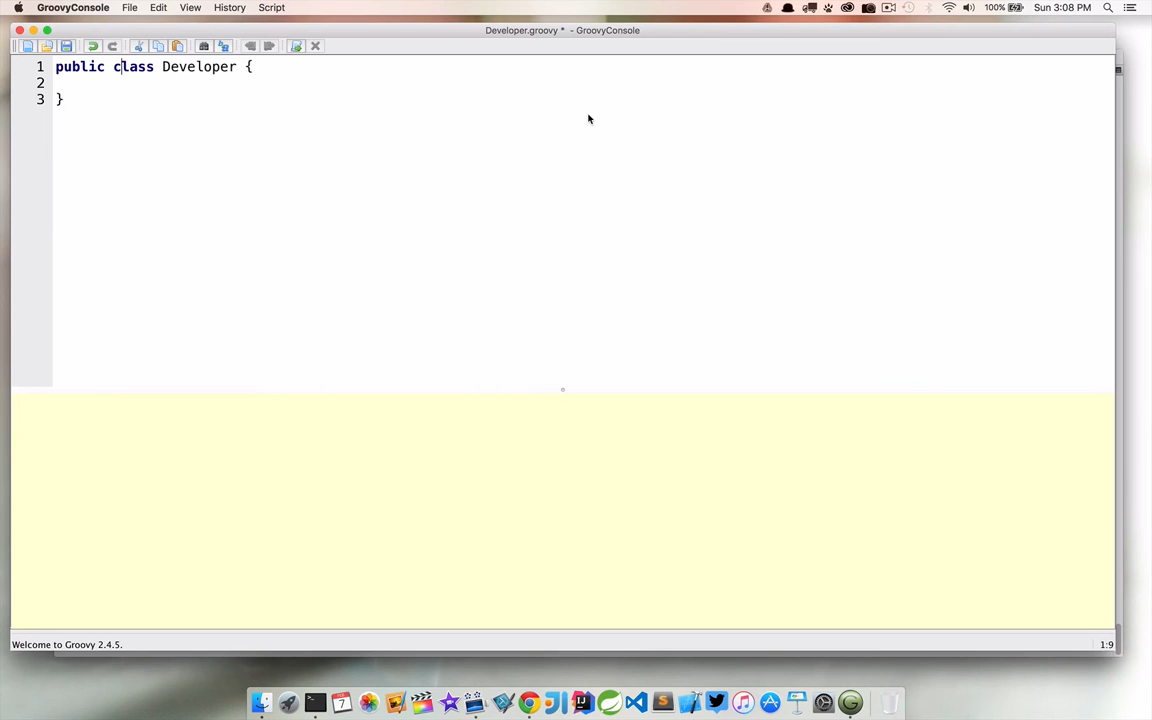 GroovyConsole File Edit View History Script
100% Sun 3:08 PM
Developer.groovy * - GroovyConsole
1 public class Developer {
2
3 }
Welcome to Groovy 2.4.5.
1:9
7